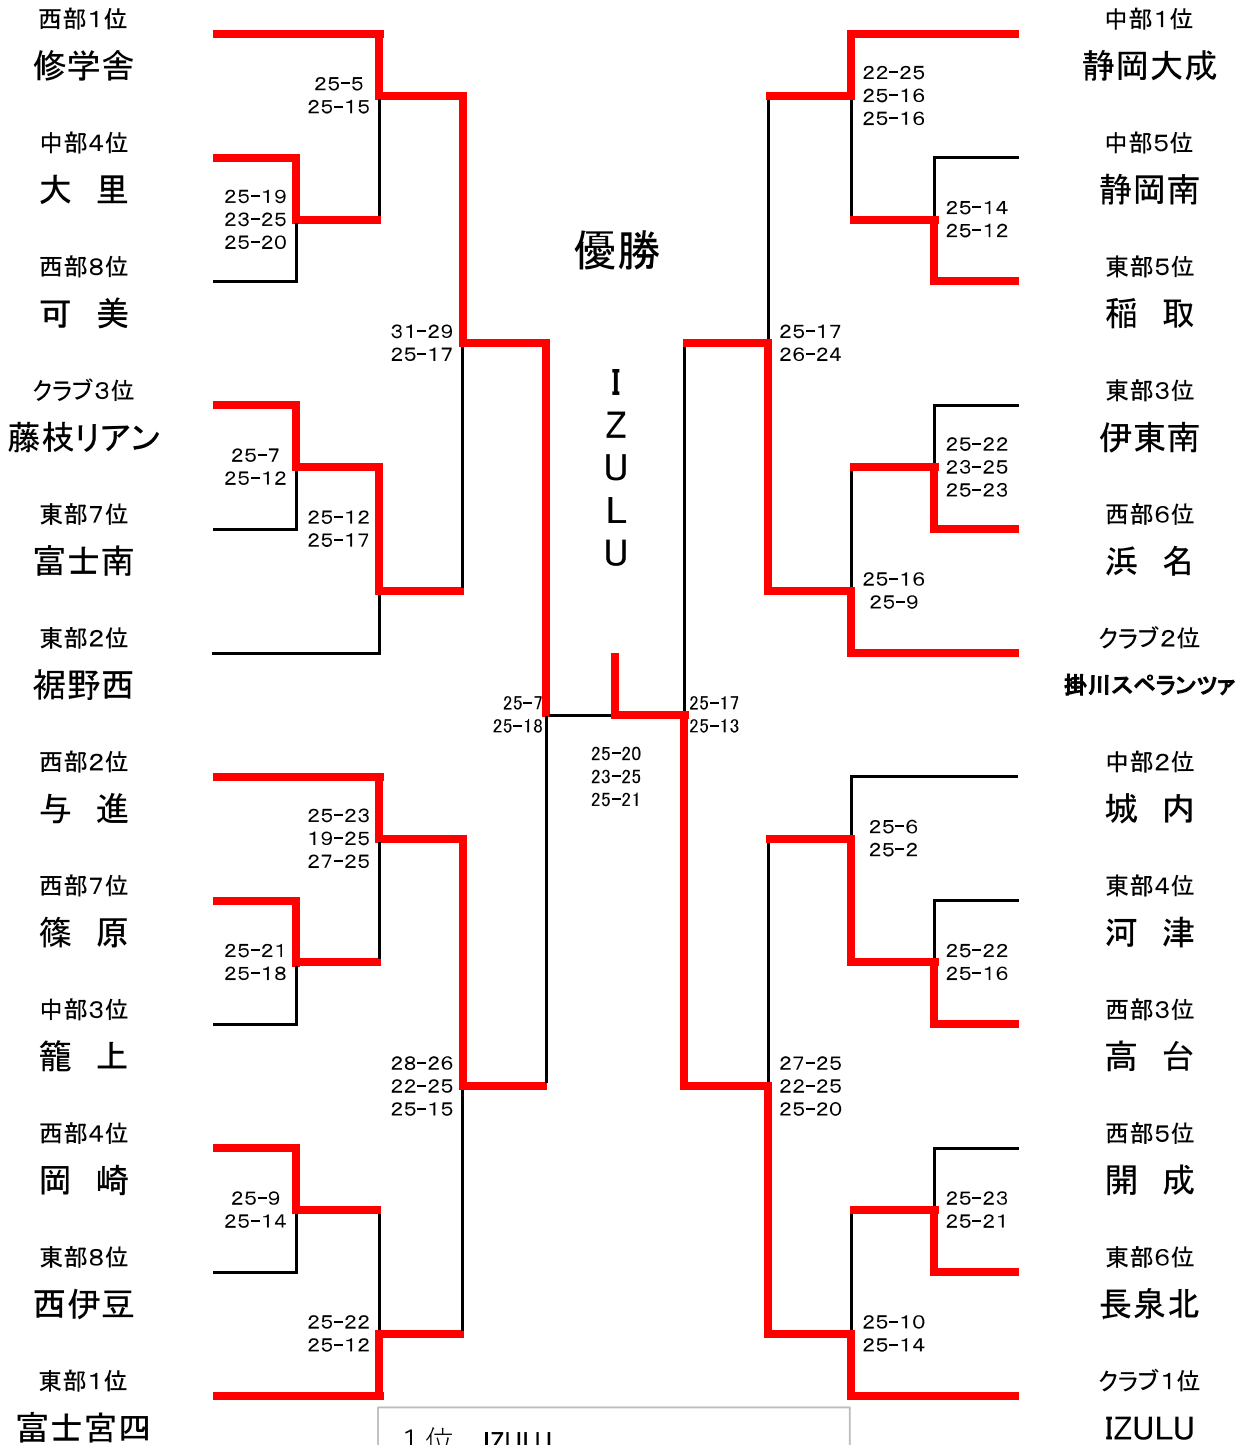 西部１位
修学舎
25-5
25-15
中部４位
大　里
25-19
23-25
25-20
西部８位
可　美
31-29
25-17
クラブ３位
藤枝リアン
25-7
25-12
東部７位
富士南
25-12
25-17
東部２位
裾野西
25-7
25-18
西部２位
与　進
25-23
19-25
27-25
西部７位
篠　原
25-21
25-18
中部３位
籠　上
28-26
22-25
25-15
西部４位
岡　崎
25-9
25-14
東部８位
西伊豆
25-22
25-12
東部１位
富士宮四
優勝
I
Z
U
L
U
25-20
23-25
25-21
中部１位
静岡大成
22-25
25-16
25-16
中部５位
静岡南
25-14
25-12
東部５位
稲　取
25-17
26-24
東部３位
伊東南
25-22
23-25
25-23
西部６位
浜　名
25-16
25-9
クラブ２位
掛川スペランツァ
25-17
25-13
中部２位
城　内
25-6
25-2
東部４位
河　津
25-22
25-16
西部３位
高　台
27-25
22-25
25-20
西部５位
開　成
25-23
25-21
東部６位
長泉北
25-10
25-14
クラブ１位
IZULU
１位　IZULU